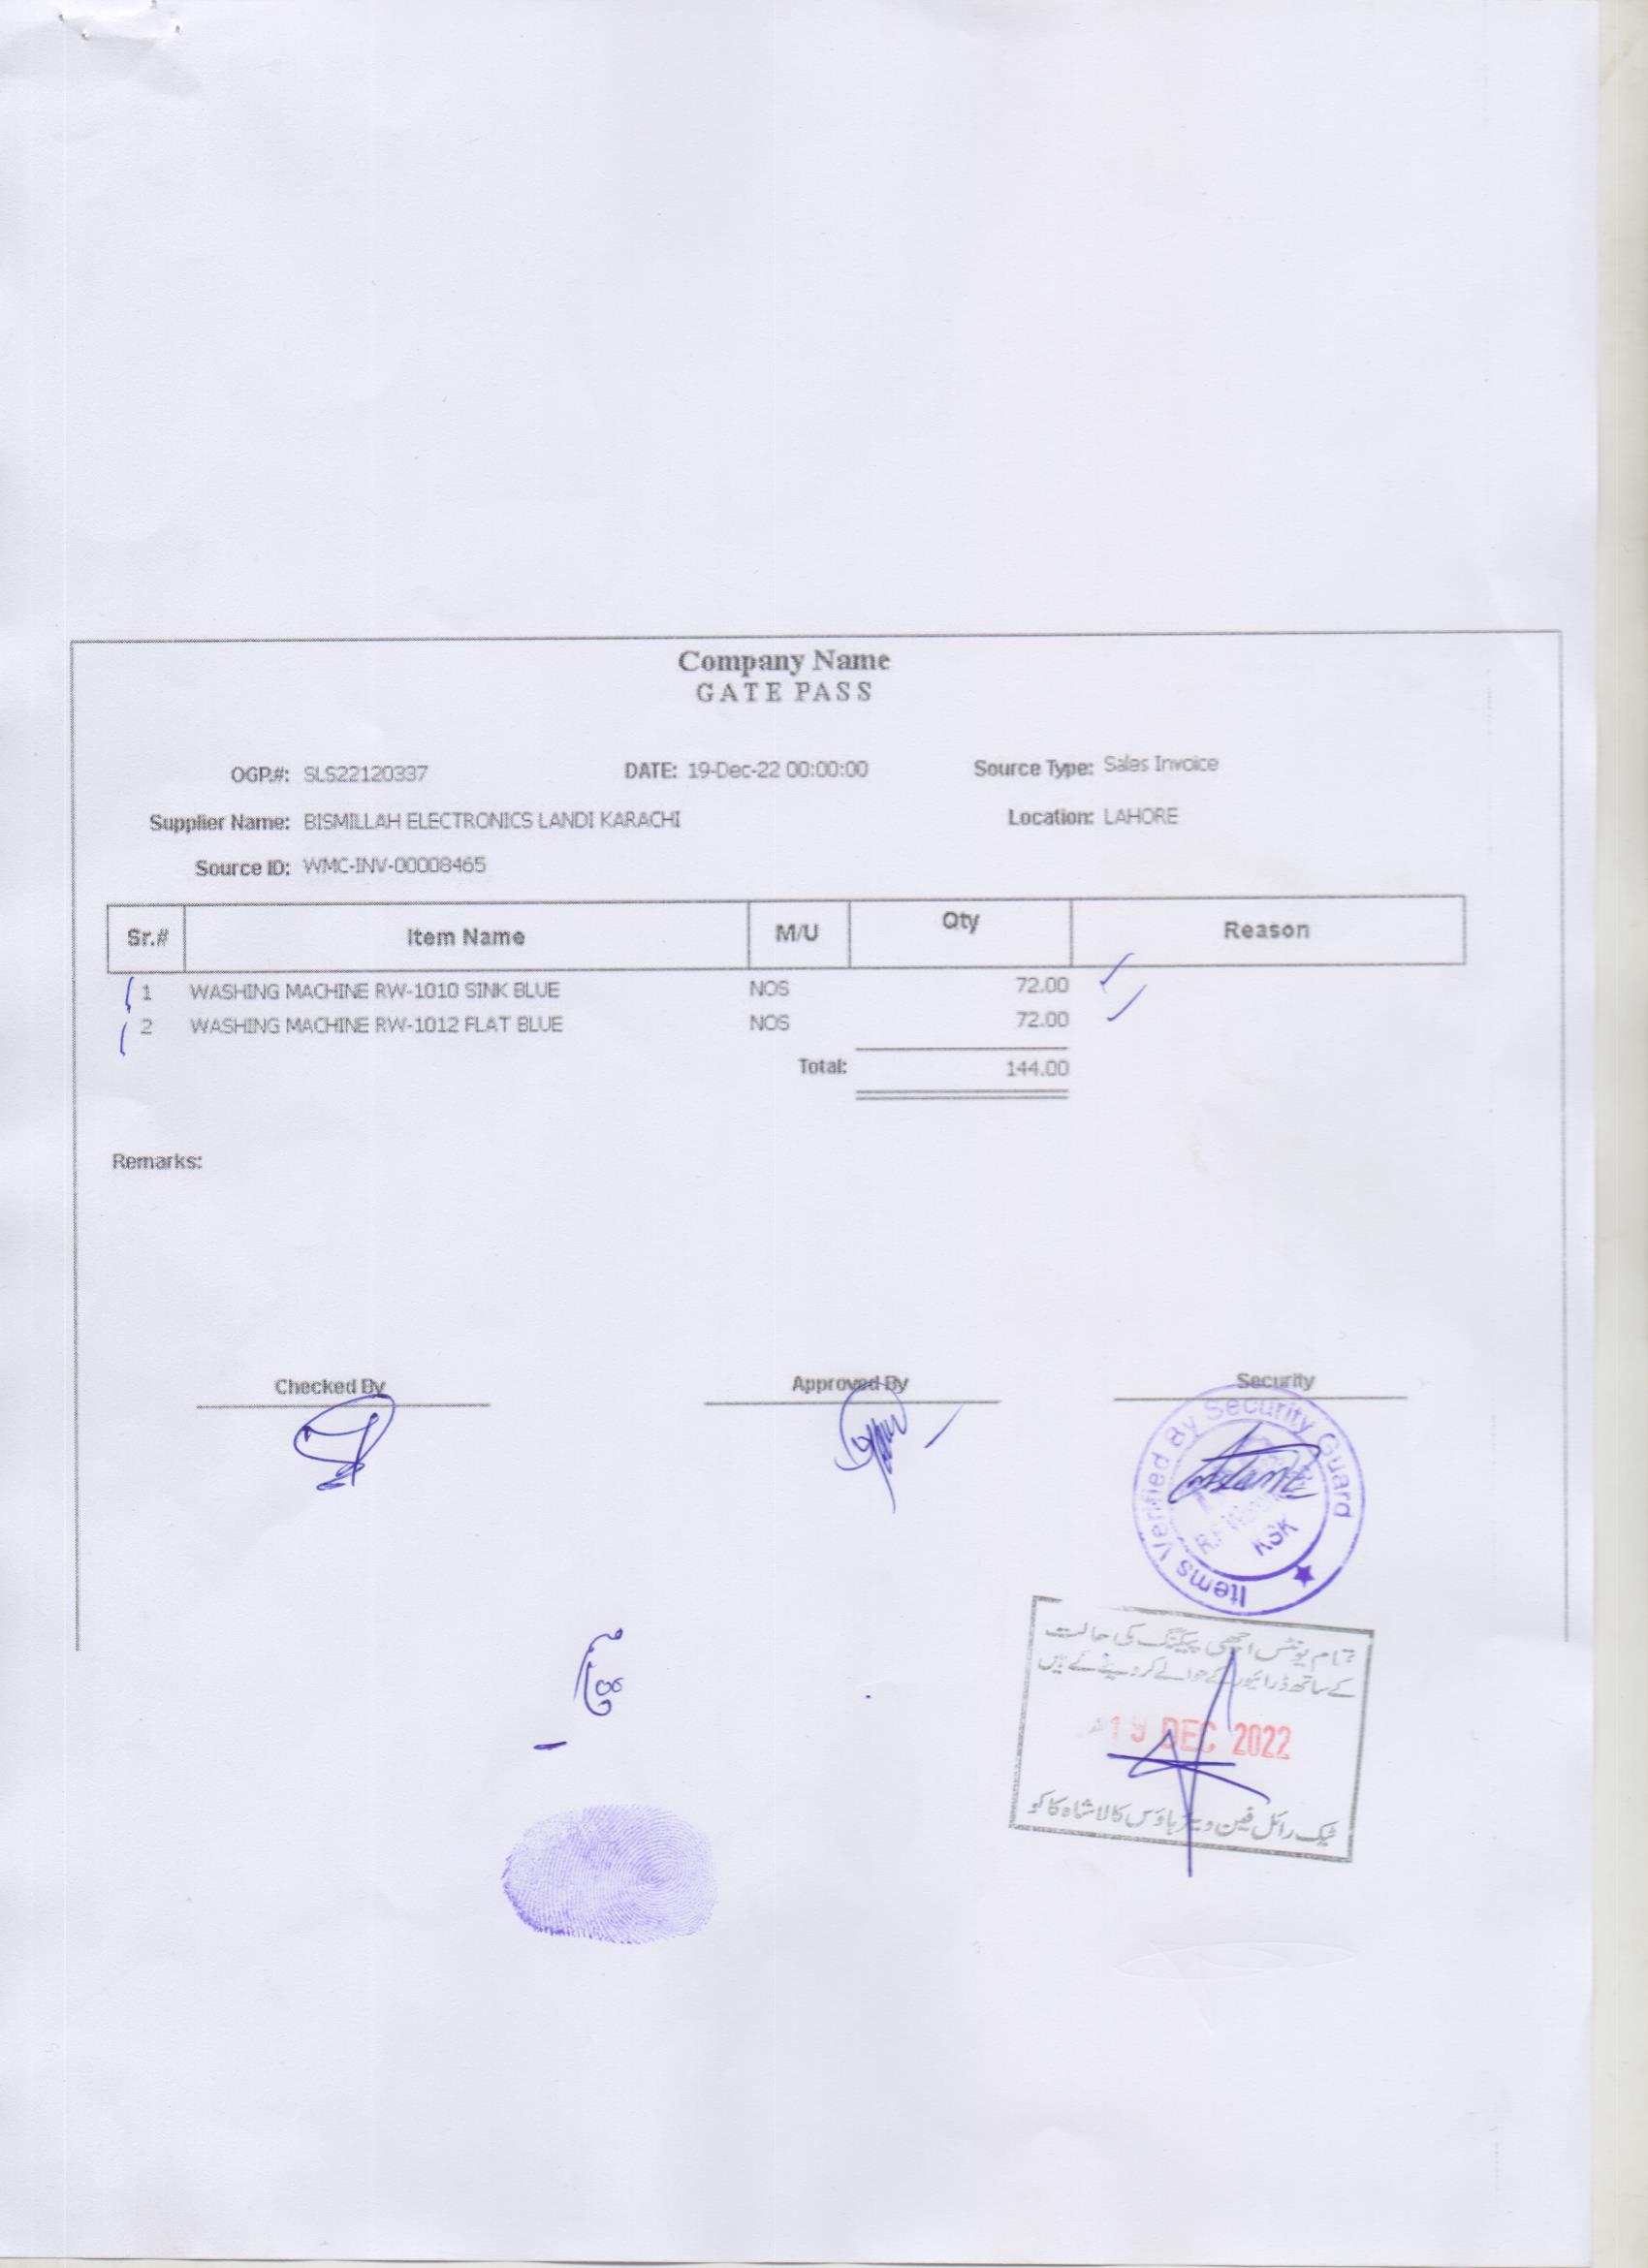 Company Name
GATE PASS
OGP.#: SLS22120337 DATE: 19-Dec-22 00:00:00 Source Type: Sales Invoice
Supplier Name: BISMILLAH ELECTRONICS LANDI KARACHI Location: LAHORE
Source ID: WMC-INV-00008465
Sr.# Item Name M/U Qty Reason
1 WASHING MACHINE RW-1010 SINK BLUE NOS 72.00
2 WASHING MACHINE RW-1012 FLAT BLUE NOS 72.00
Total: 144.00
Remarks:
Checked By Approved By Security
Items Verified By Security Guard
KSK
تمام یونٹس اچھی پیکنگ کی حالت
کے ساتھ ڈرائیور کے حوالے کر دیئے گئے ہیں
19 DEC 2022
ٹیک رائل فین ویئر ہاؤس کالا شاہ کاکو